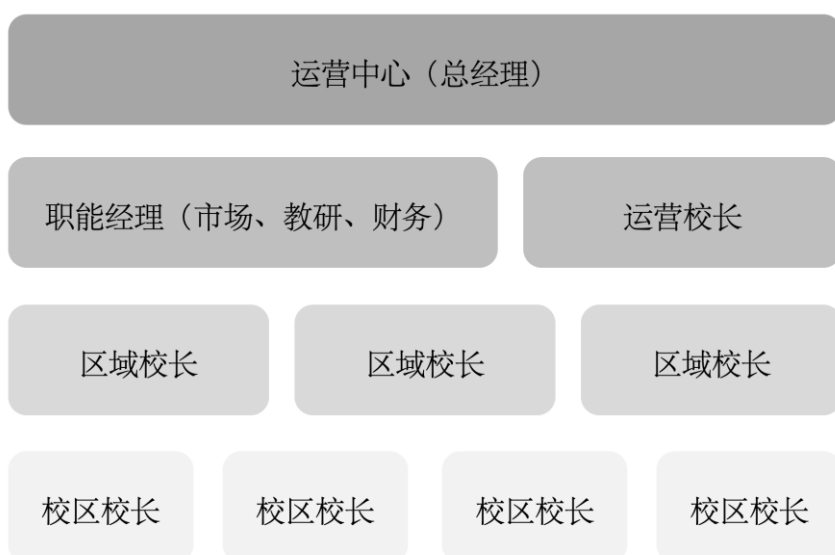 运营中心（总经理）
职能经理（市场、教研、财务） 运营校长
区域校长 区域校长 区域校长
校区校长 校区校长 校区校长 校区校长